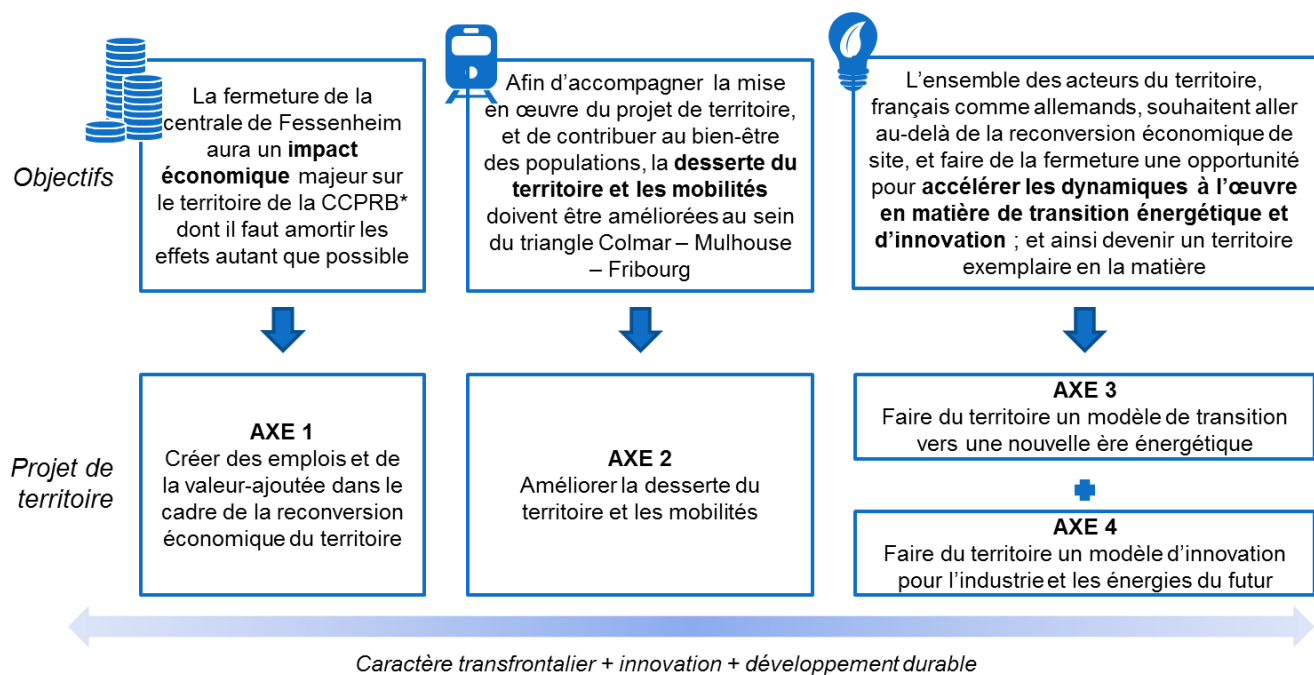 Objectifs
La fermeture de la
centrale de Fessenheim
aura un impact
économique majeur sur
le territoire de la CCPRB*
dont il faut amortir les
effets autant que possible
Afin d’accompagner la mise
en œuvre du projet de territoire,
et de contribuer au bien-être
des populations, la desserte du
territoire et les mobilités
doivent être améliorées au sein
du triangle Colmar – Mulhouse
– Fribourg
L’ensemble des acteurs du territoire,
français comme allemands, souhaitent aller
au-delà de la reconversion économique de
site, et faire de la fermeture une opportunité
pour accélérer les dynamiques à l’œuvre
en matière de transition énergétique et
d’innovation ; et ainsi devenir un territoire
exemplaire en la matière
Projet de
territoire
AXE 1
Créer des emplois et de
la valeur-ajoutée dans le
cadre de la reconversion
économique du territoire
AXE 2
Améliorer la desserte du
territoire et les mobilités
AXE 3
Faire du territoire un modèle de transition
vers une nouvelle ère énergétique
AXE 4
Faire du territoire un modèle d’innovation
pour l’industrie et les énergies du futur
Caractère transfrontalier + innovation + développement durable